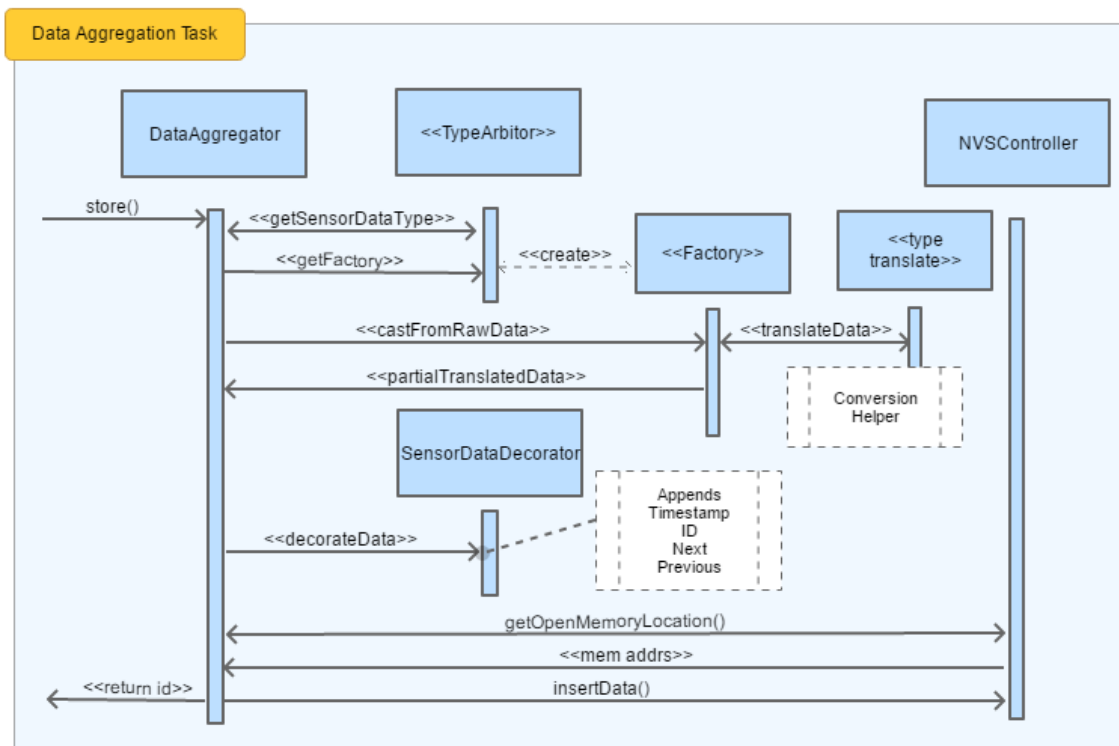 Data Aggregation Task
DataAggregator
<<TypeArbitor>>
NVSController
store()
<<getSensorDataType>>
<<getFactory>>
<<create>>
<<Factory>>
<<type
translate>>
<<castFromRawData>>
<<translateData>>
<<partialTranslatedData>>
Conversion
Helper
SensorDataDecorator
Appends
Timestamp
ID
Next
Previous
<<decorateData>>
getOpenMemoryLocation()
<<mem addrs>>
<<return id>>
insertData()